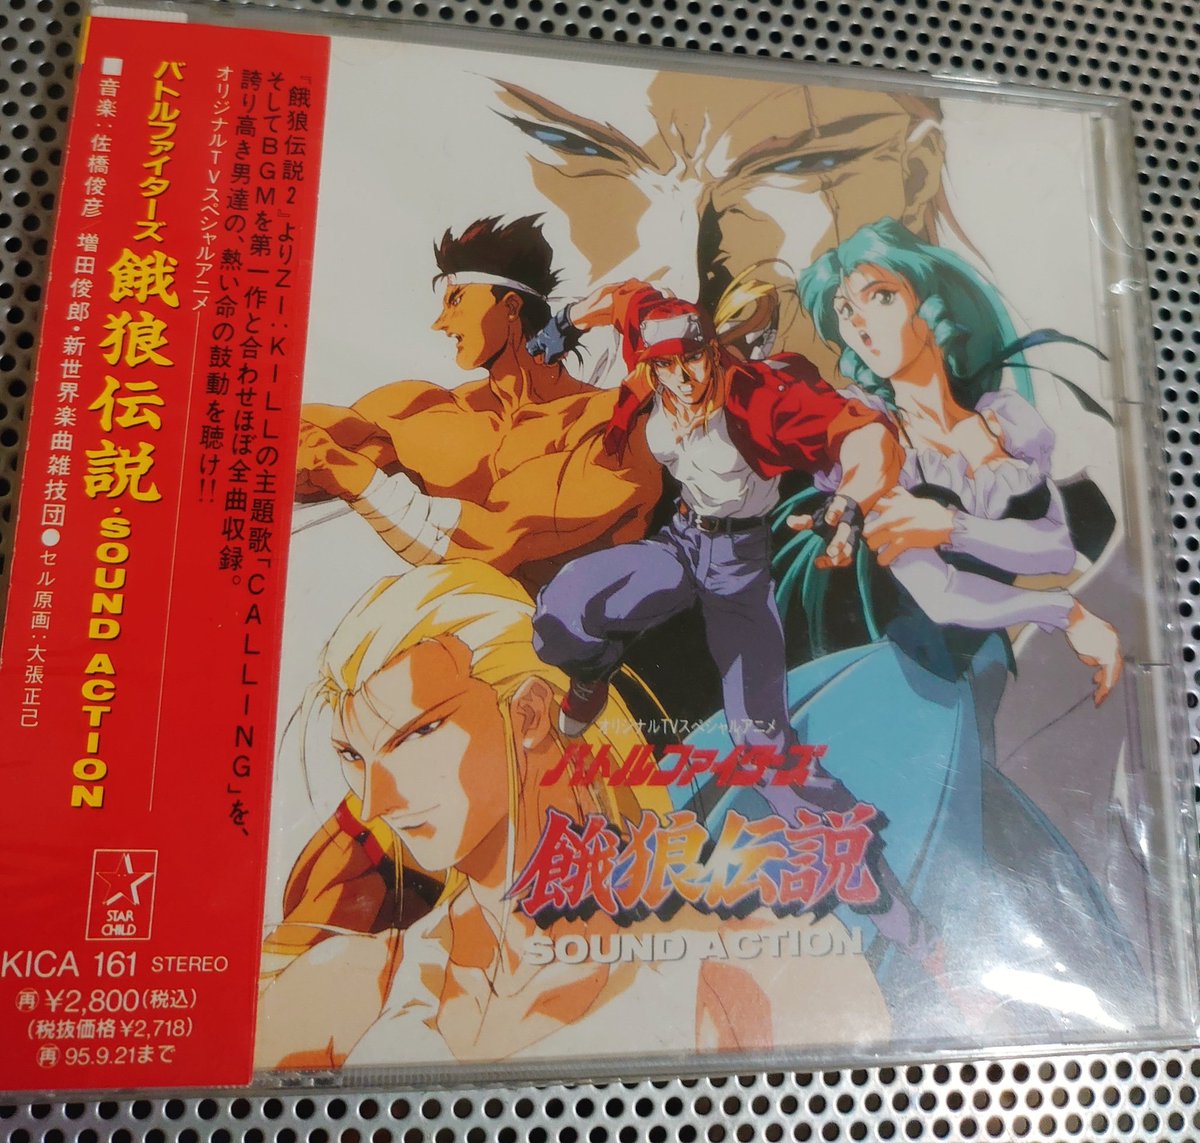 『餓狼伝説2』よりZI:KILLの主題歌「CALLING」を、
そしてBGMを第一作と合わせほぼ全曲収録。
誇り高き男達の、熱い命の鼓動を聴け!!
オリジナルTVスペシャルアニメ
バトルファイターズ 餓狼伝説・SOUND ACTION
■音楽:佐橋俊彦/増田俊郎・新世界楽曲雑技団●セル原画:大張正己
STAR
CHILD
KICA 161 STEREO
再 ¥2,800(税込)
(税抜価格¥2,718)
再 95.9.21まで
オリジナルTVスペシャルアニメ
バトルファイターズ
餓狼伝説
SOUND ACTION